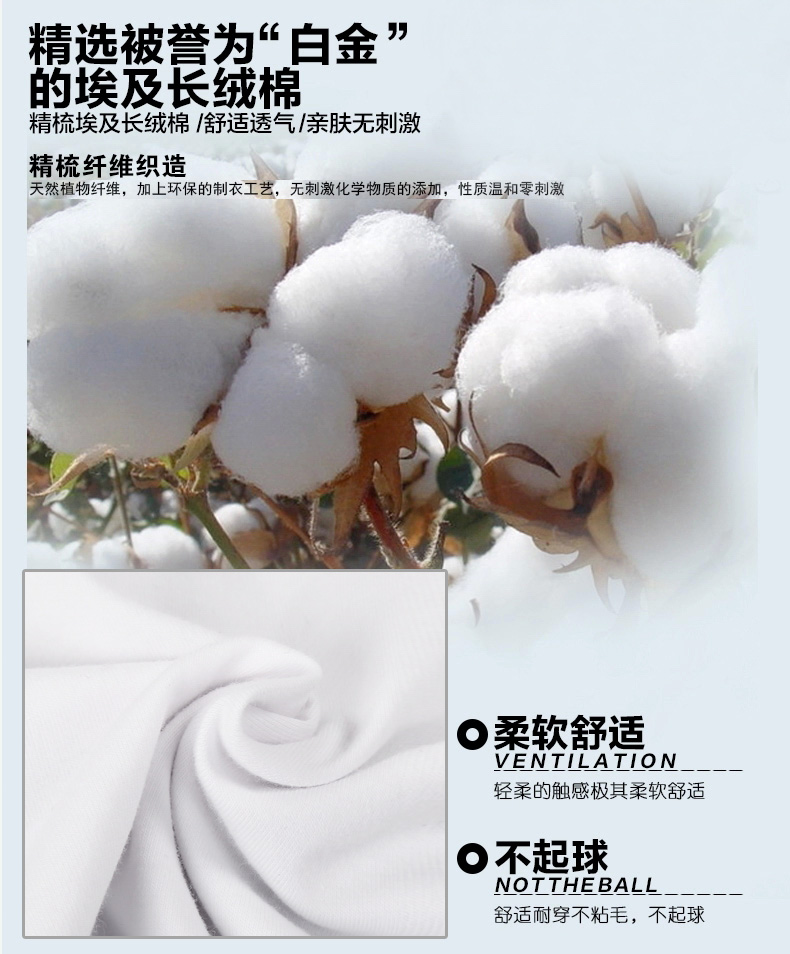 精选被誉为“白金”
的埃及长绒棉
精梳埃及长绒棉 /舒适透气/亲肤无刺激
精梳纤维织造
天然植物纤维，加上环保的制衣工艺，无刺激化学物质的添加，性质温和零刺激
柔软舒适
VENTILATION
轻柔的触感极其柔软舒适
不起球
NOTTHEBALL
舒适耐穿不粘毛，不起球